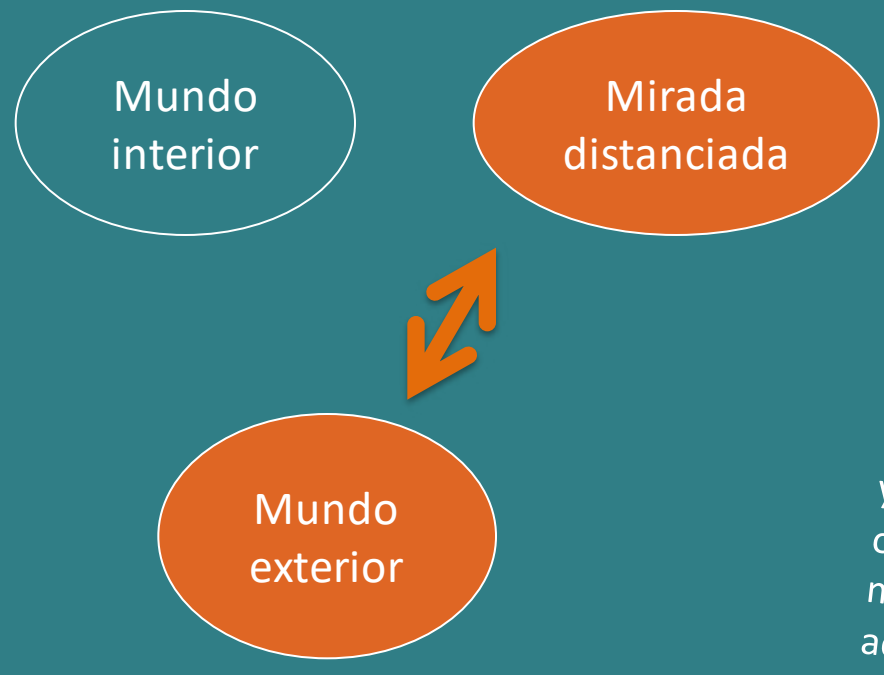 Mundo
interior
Mirada
distanciada
Mundo
exterior